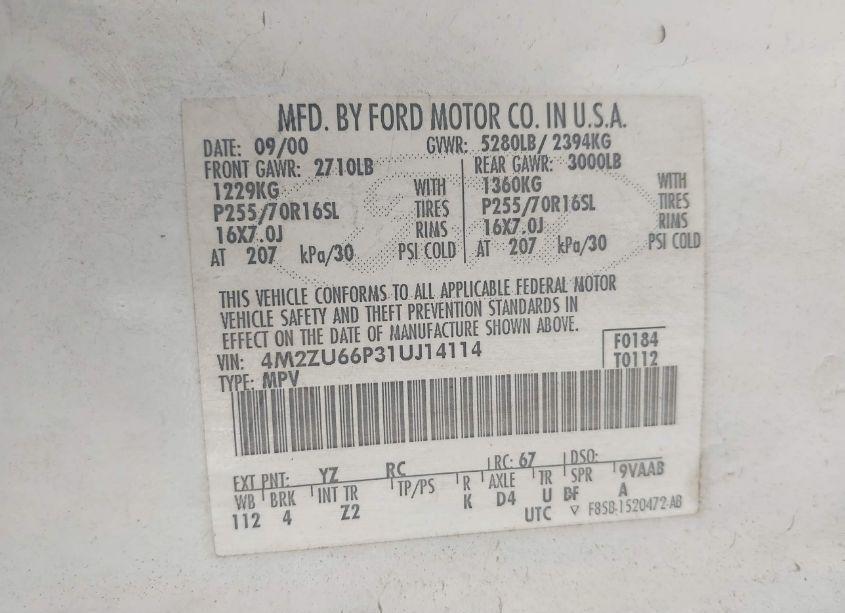 MFD. BY FORD MOTOR CO. IN U.S.A.
DATE: 09/00 GVWR: 5280LB/ 2394KG
FRONT GAWR: 2710LB REAR GAWR: 3000LB
1229KG WITH 1360KG WITH
P255/70R16SL TIRES P255/70R16SL TIRES
16X7.0J RIMS 16X7.0J RIMS
AT 207 kPa/30 PSI COLD AT 207 kPa/30 PSI COLD
THIS VEHICLE CONFORMS TO ALL APPLICABLE FEDERAL MOTOR
VEHICLE SAFETY AND THEFT PREVENTION STANDARDS IN
EFFECT ON THE DATE OF MANUFACTURE SHOWN ABOVE.
VIN: 4M2ZU66P31UJ14114 F0184
TYPE: MPV T0112
EXT PNT: YZ RC RC: 67 DSO:
WB BRK INT TR TP/PS R AXLE TR SPR 9VAAB
112 4 Z2 K D4 U BF A
UTC ▽ F85B-1520472-AB